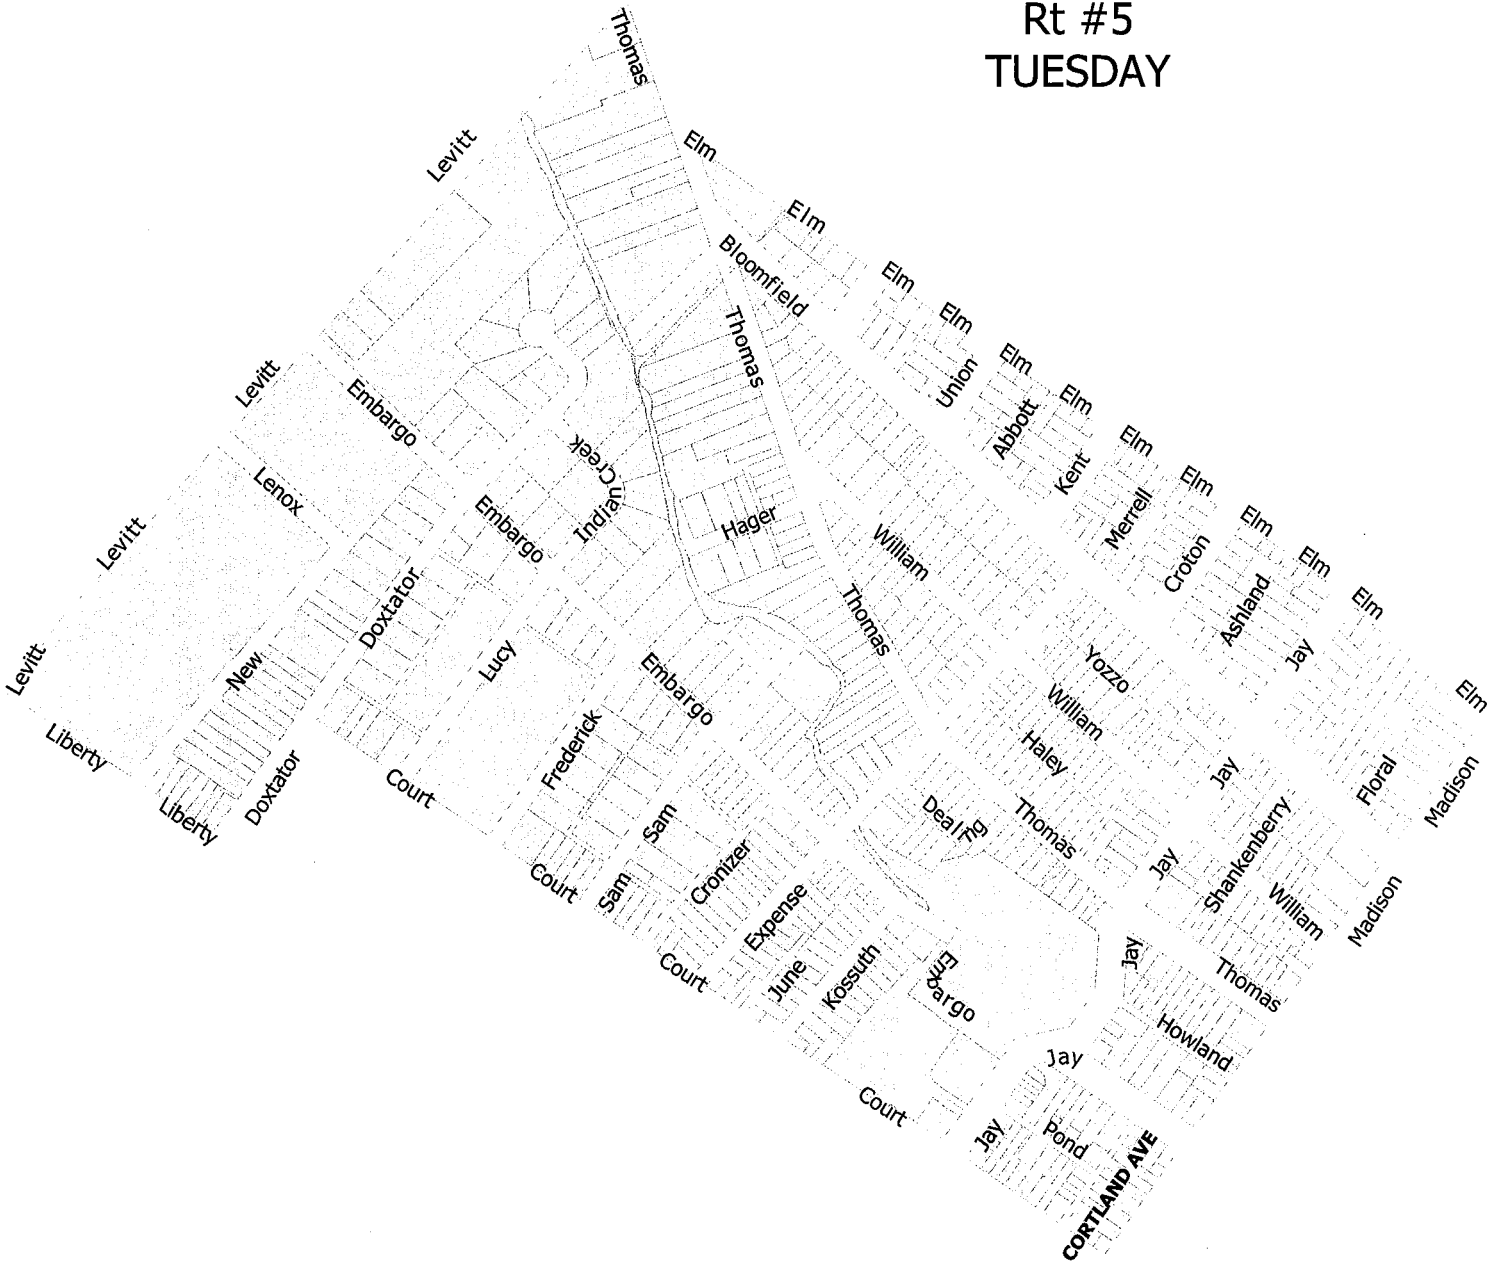 Rt #5
TUESDAY
Thomas
Elm
Levitt
Elm
Bloomfield
Elm
Elm
Thomas
Elm
Union
Levitt
Embargo
Elm
Abbott
Elm
Kent
Indian Creek
Elm
Lenox
Merrell
Embargo
Hager
Elm
Levitt
William
Croton
Elm
Doxtator
Ashland
Elm
Thomas
Jay
Lucy
New
Levitt
Yozzo
Embargo
William
Elm
Frederick
Liberty
Haley
Jay
Court
Doxtator
Floral
Madison
Liberty
Sam
Dealing
Thomas
Shankenberry
Jay
Cronizer
Court
Sam
Expense
William
Madison
Jay
Court
June
Kossuth
Embargo
Thomas
Howland
Jay
Court
Jay
Pond
CORTLAND AVE